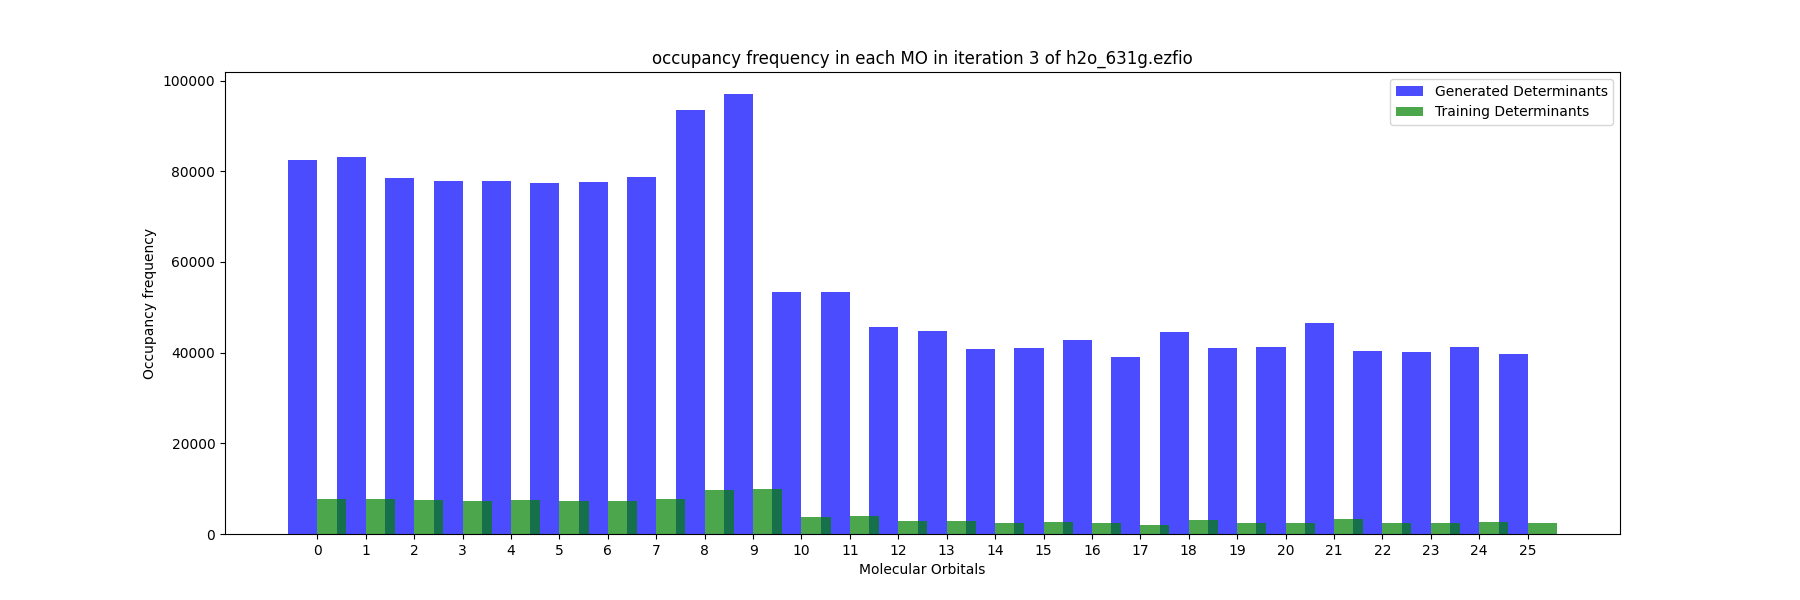 occupancy frequency in each MO in iteration 3 of h2o_631g.ezfio
100000
80000
60000
40000
20000
0
Occupancy frequency
Generated Determinants
Training Determinants
0 1 2 3 4 5 6 7 8 9 10 11 12 13 14 15 16 17 18 19 20 21 22 23 24 25
Molecular Orbitals